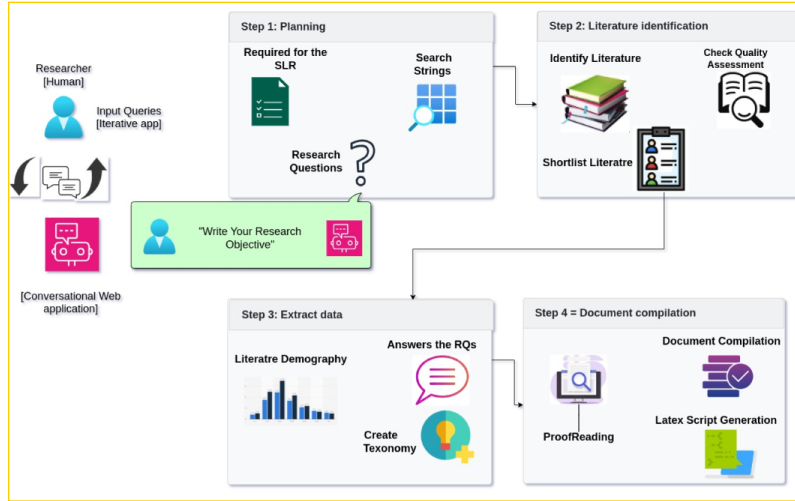 Researcher
[Human]
Input Queries
[Iterative app]
[Conversational Web
application]
Step 1: Planning
Required for the
SLR
Search
Strings
Research
Questions
"Write Your Research
Objective"
Step 2: Literature identification
Identify Literature
Check Quality
Assessment
Shortlist Literatre
Step 3: Extract data
Literatre Demography
Answers the RQs
Create
Texonomy
Step 4 = Document compilation
Document Compilation
ProofReading
Latex Script Generation